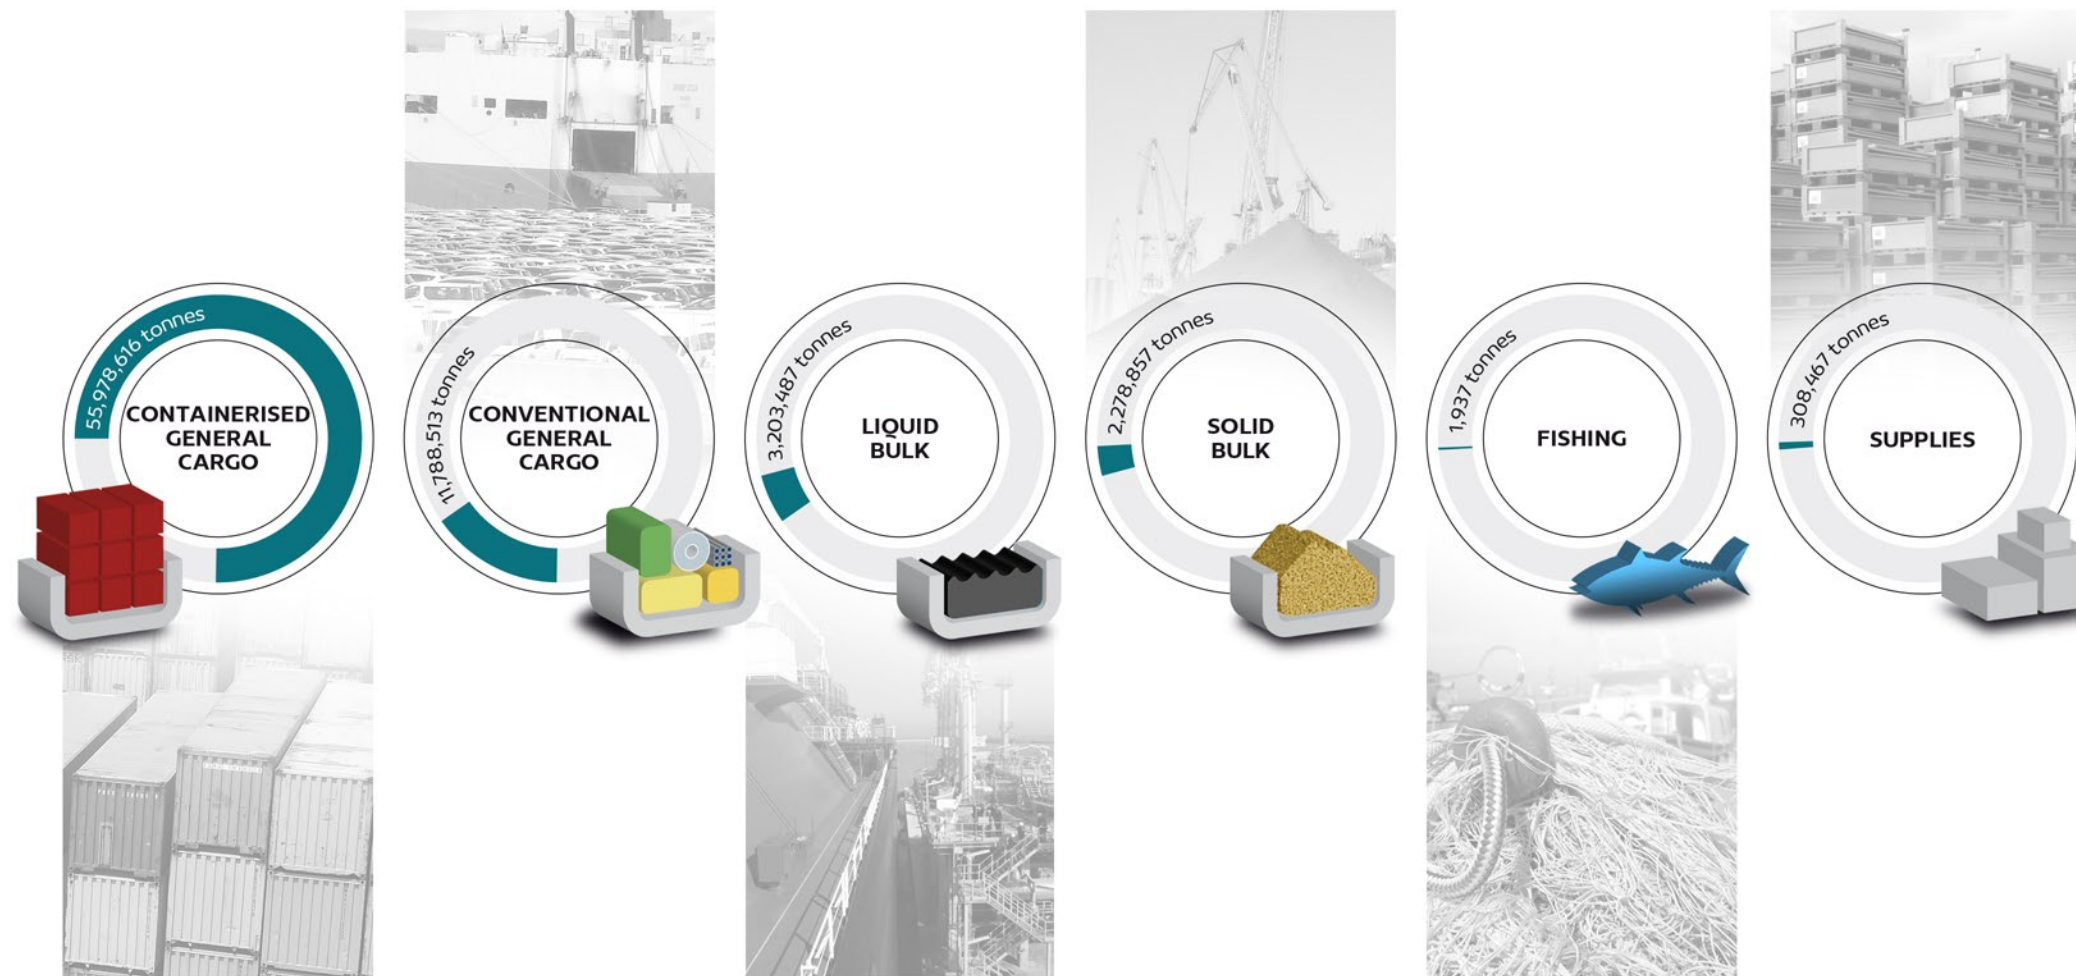 55,978,616 tonnes
CONTAINERISED
GENERAL
CARGO
11,788,513 tonnes
CONVENTIONAL
GENERAL
CARGO
3,203,487 tonnes
LIQUID
BULK
2,278,857 tonnes
SOLID
BULK
1,937 tonnes
FISHING
308,467 tonnes
SUPPLIES